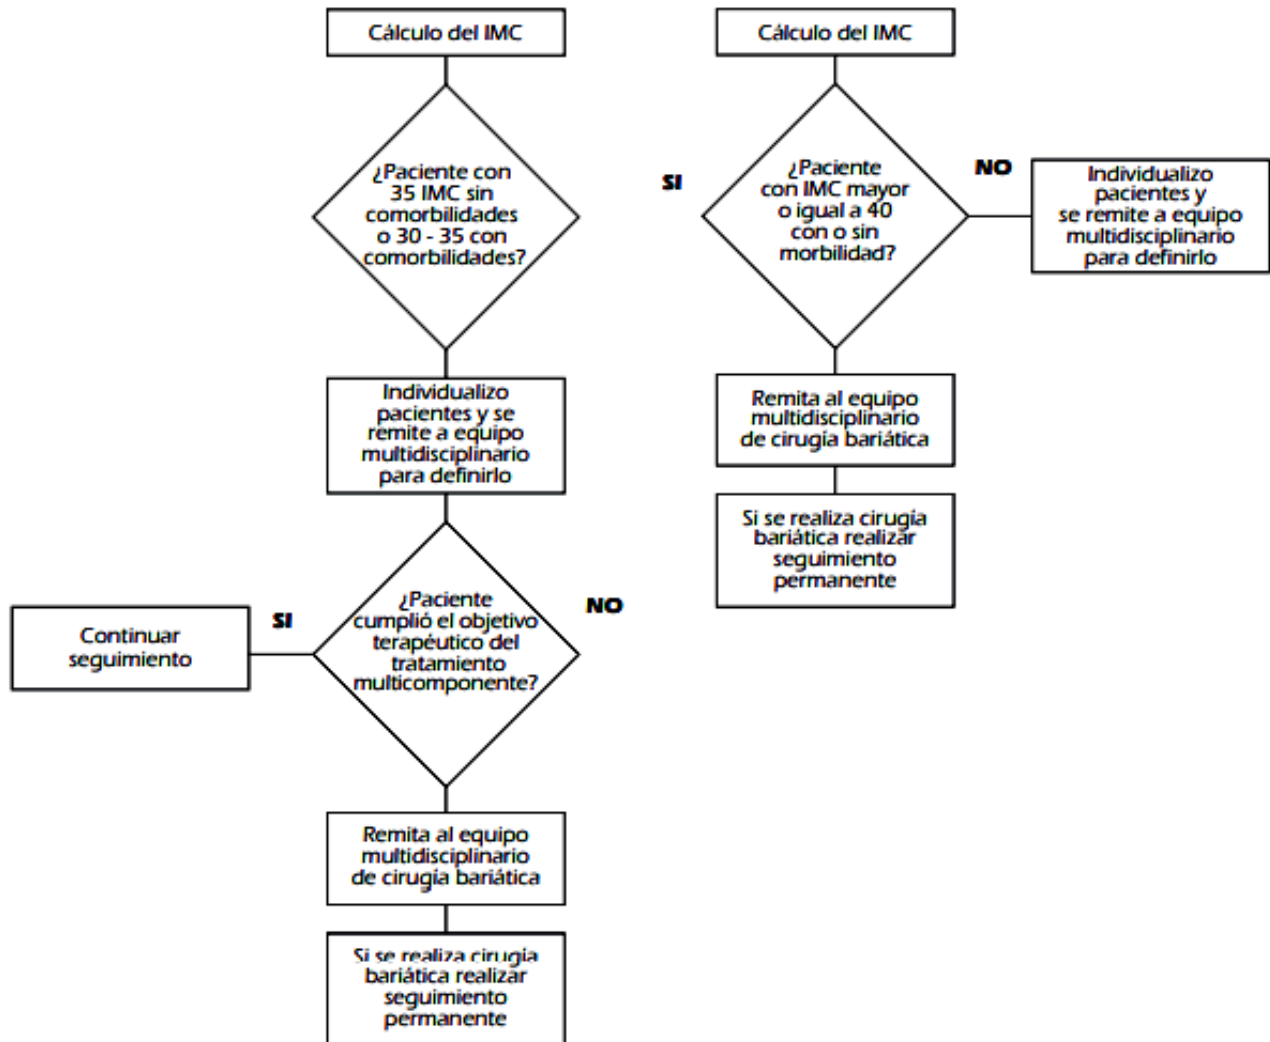 Cálculo del IMC
¿Paciente con
35 IMC sin
comorbilidades
o 30 - 35 con
comorbilidades?
Individualizo
pacientes y se
remite a equipo
multidisciplinario
para definirlo
SI
¿Paciente
cumplió el objetivo
terapéutico del
tratamiento
multicomponente?
NO
Continuar
seguimiento
Remita al equipo
multidisciplinario
de cirugía bariática
Si se realiza cirugía
bariática realizar
seguimiento
permanente
Cálculo del IMC
SI
¿Paciente
con IMC mayor
o igual a 40
con o sin
morbilidad?
NO
Individualizo
pacientes y
se remite a equipo
multidisciplinario
para definirlo
Remita al equipo
multidisciplinario
de cirugía bariática
Si se realiza cirugía
bariática realizar
seguimiento
permanente